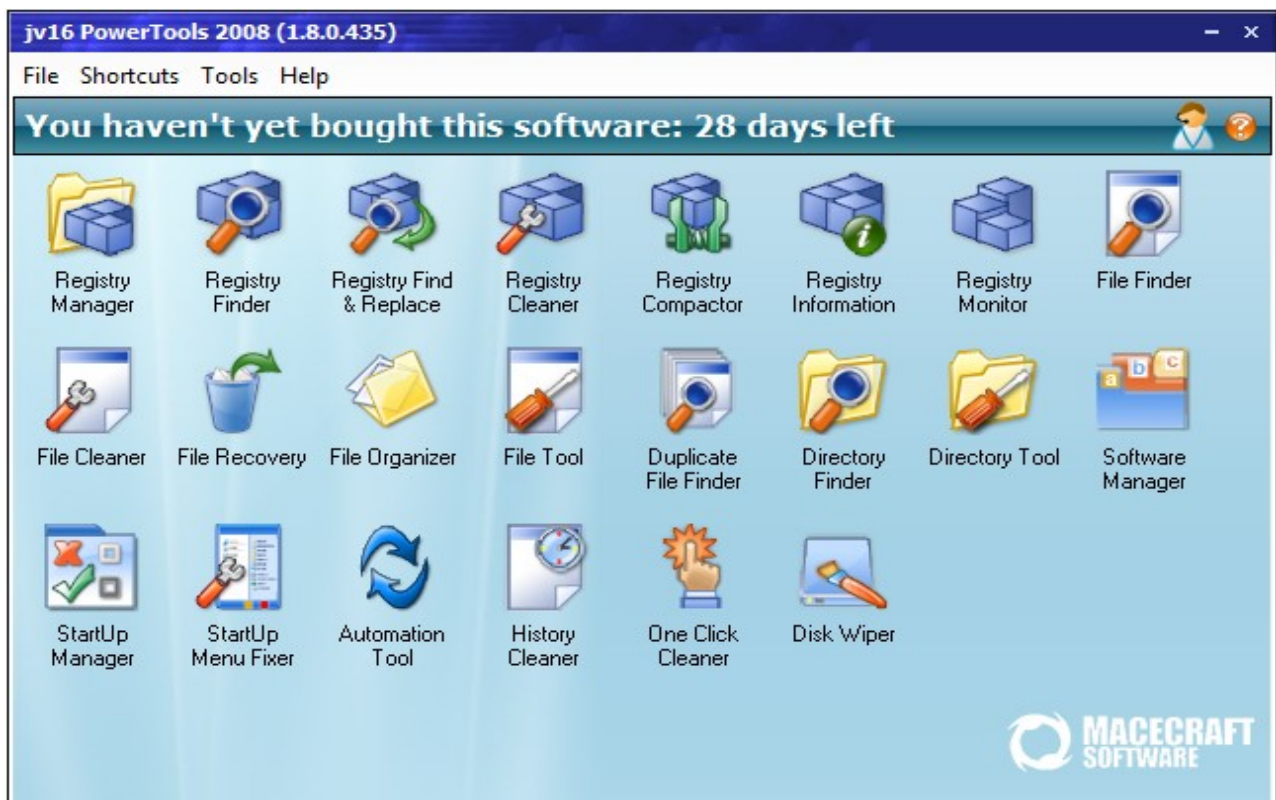 jv16 PowerTools 2008 (1.8.0.435)
File Shortcuts Tools Help
You haven't yet bought this software: 28 days left
Registry
Manager
Registry
Finder
Registry Find
& Replace
Registry
Cleaner
Registry
Compactor
Registry
Information
Registry
Monitor
File Finder
File Cleaner
File Recovery
File Organizer
File Tool
Duplicate
File Finder
Directory
Finder
Directory Tool
a b c
Software
Manager
StartUp
Manager
StartUp
Menu Fixer
Automation
Tool
History
Cleaner
One Click
Cleaner
Disk Wiper
MACECRAFT
SOFTWARE